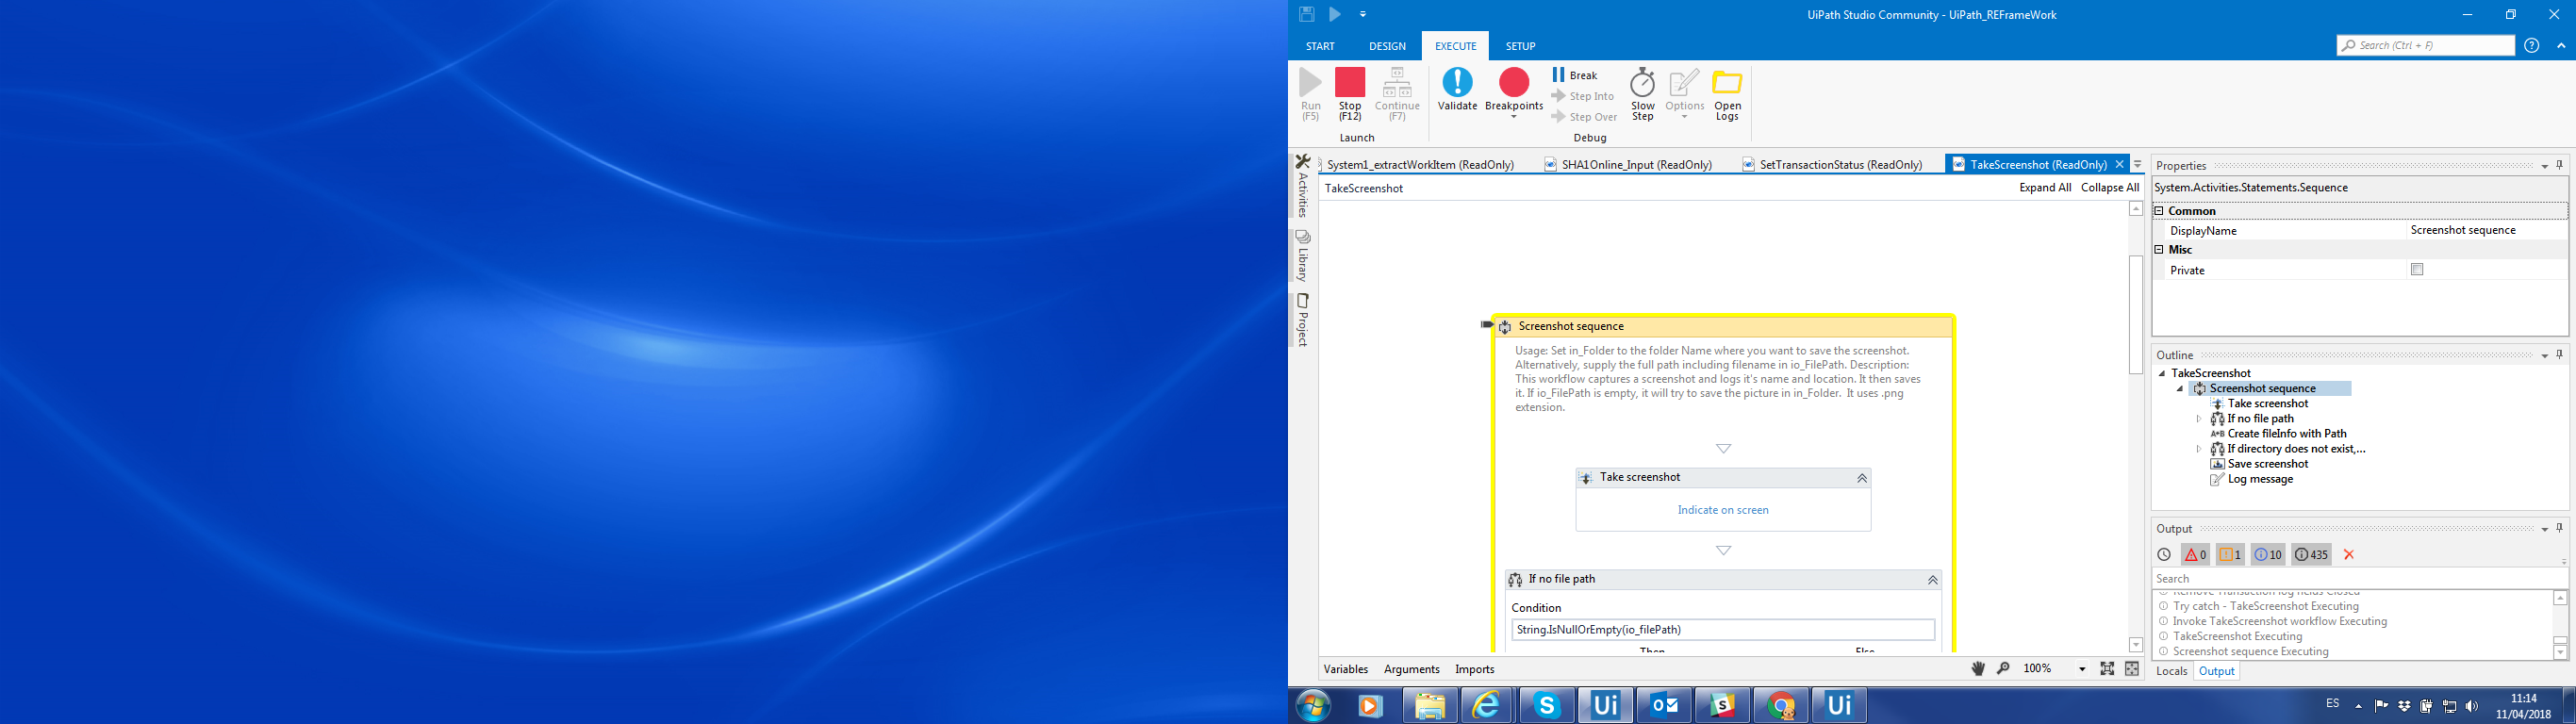 UiPath Studio Community - UiPath_REFrameWork
START DESIGN EXECUTE SETUP
Search (Ctrl + F)
Run (F5)
Stop (F12)
Continue (F7)
Launch
Validate
Breakpoints
Break
Step Into
Step Over
Slow Step
Options
Open Logs
Debug
System1_extractWorkItem (ReadOnly) SHA1Online_Input (ReadOnly) SetTransactionStatus (ReadOnly) TakeScreenshot (ReadOnly)
TakeScreenshot Expand All Collapse All
Activities
Library
Project
Screenshot sequence
Usage: Set in_Folder to the folder Name where you want to save the screenshot.
Alternatively, supply the full path including filename in io_FilePath. Description:
This workflow captures a screenshot and logs it's name and location. It then saves
it. If io_FilePath is empty, it will try to save the picture in in_Folder. It uses .png
extension.
Take screenshot
Indicate on screen
If no file path
Condition
String.IsNullOrEmpty(io_filePath)
Then Else
Variables Arguments Imports 100%
Properties
System.Activities.Statements.Sequence
Common
DisplayName Screenshot sequence
Misc
Private
Outline
TakeScreenshot
Screenshot sequence
Take screenshot
If no file path
A+B Create fileInfo with Path
If directory does not exist,...
Save screenshot
Log message
Output
0 1 10 435
Search
Remove Transaction log fields Closed
Try catch - TakeScreenshot Executing
Invoke TakeScreenshot workflow Executing
TakeScreenshot Executing
Screenshot sequence Executing
Locals Output
Ui Ui
ES
11:14
11/04/2018